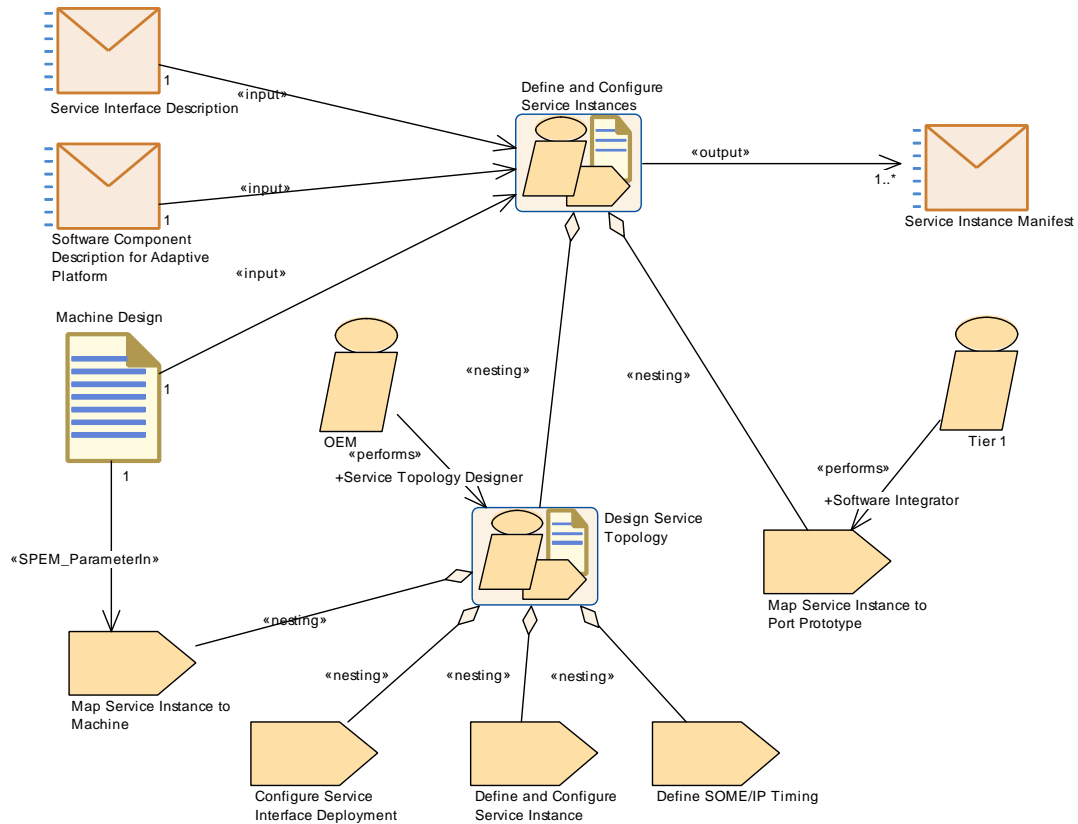 1
Service Interface Description
«input»
Define and Configure
Service Instances
«output»
1..*
Service Instance Manifest
«input»
1
Software Component
Description for Adaptive
Platform
«input»
Machine Design
1
1
«nesting»
«nesting»
OEM
«performs»
+Service Topology Designer
Tier 1
«performs»
+Software Integrator
Design Service
Topology
«SPEM_ParameterIn»
«nesting»
Map Service Instance to
Port Prototype
Map Service Instance to
Machine
«nesting»
«nesting»
«nesting»
Configure Service
Interface Deployment
Define and Configure
Service Instance
Define SOME/IP Timing